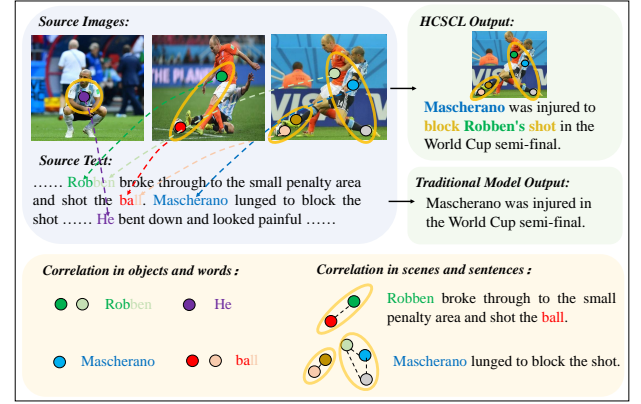 Source Images:
THE PLAN
VISA
Source Text:
...... Robben broke through to the small penalty area
and shot the ball. Mascherano lunged to block the
shot ...... He bent down and looked painful ......
HCSCL Output:
Mascherano was injured to
block Robben's shot in the
World Cup semi-final.
Traditional Model Output:
Mascherano was injured in
the World Cup semi-final.
Correlation in objects and words:
Robben
He
Mascherano
ball
Correlation in scenes and sentences:
Robben broke through to the small
penalty area and shot the ball.
Mascherano lunged to block the shot.